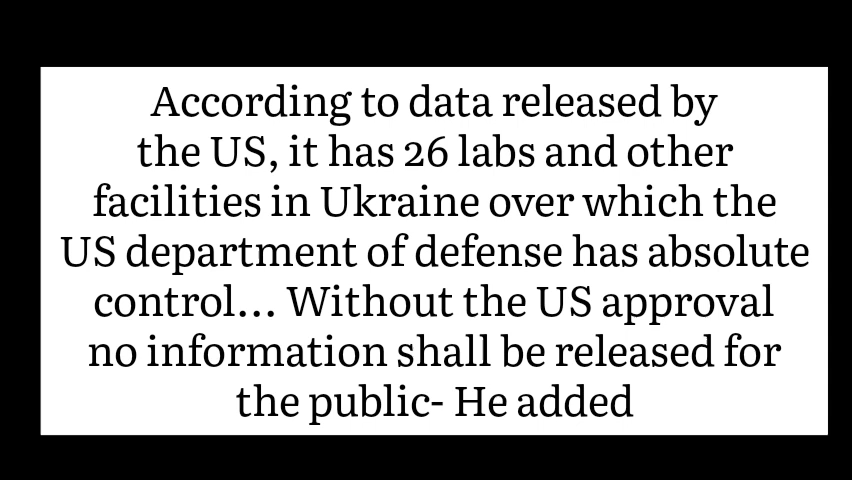 According to data released by
the US, it has 26 labs and other
facilities in Ukraine over which the
US department of defense has absolute
control... Without the US approval
no information shall be released for
the public- He added